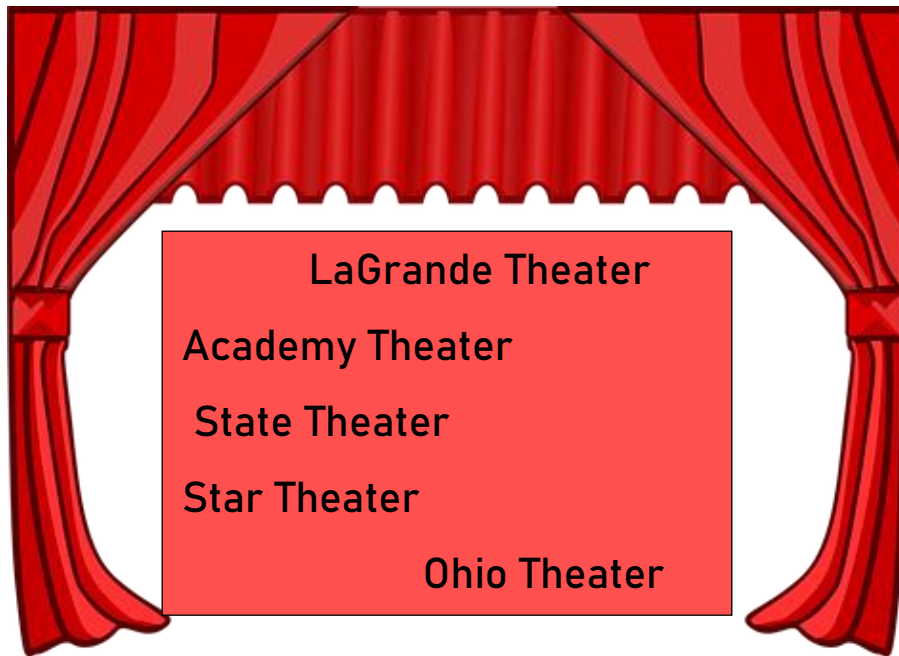 LaGrande Theater
Academy Theater
State Theater
Star Theater
Ohio Theater